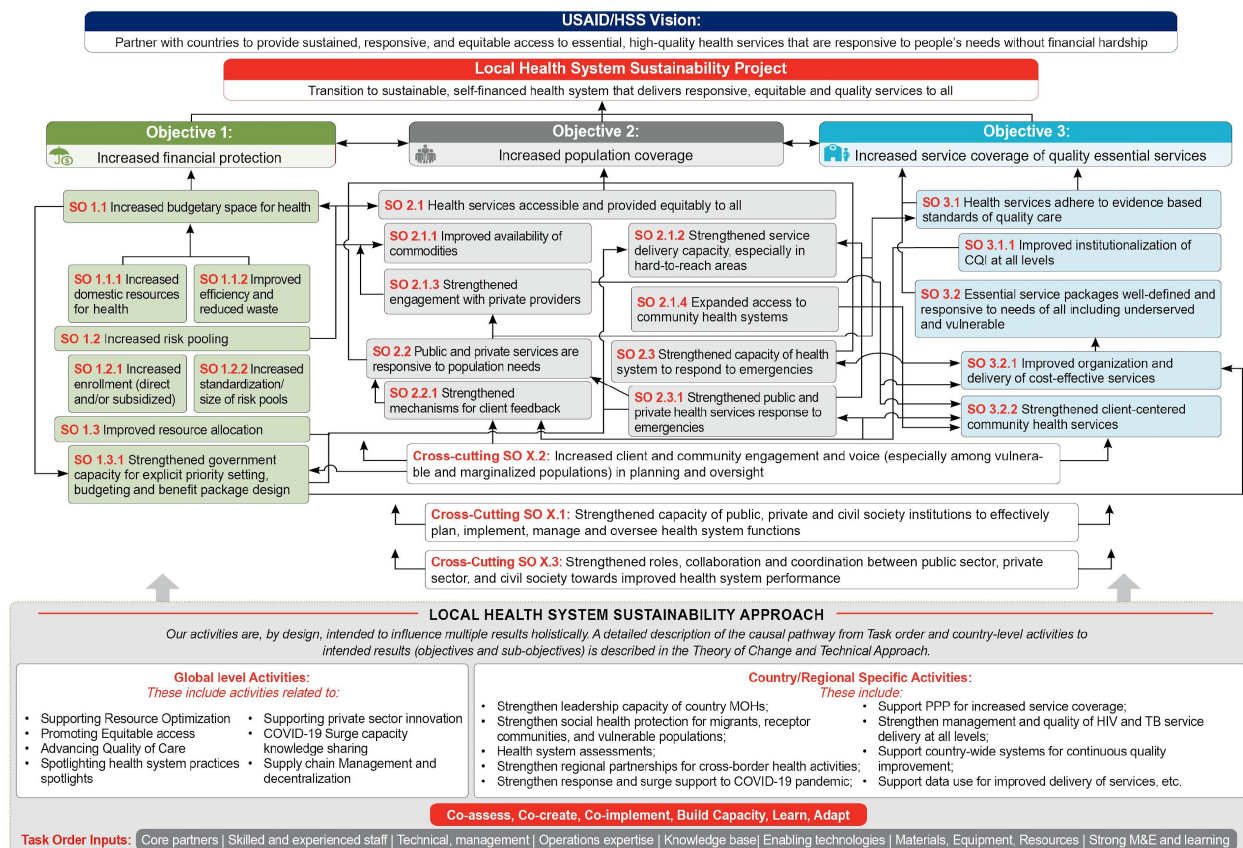 USAID/HSS Vision:
Partner with countries to provide sustained, responsive, and equitable access to essential, high-quality health services that are responsive to people's needs without financial hardship
Local Health System Sustainability Project
Transition to sustainable, self-financed health system that delivers responsive, equitable and quality services to all
Objective 1:
Increased financial protection
Objective 2:
Increased population coverage
Objective 3:
Increased service coverage of quality essential services
SO 1.1 Increased budgetary space for health
SO 1.1.1 Increased
domestic resources
for health
SO 1.1.2 Improved
efficiency and
reduced waste
SO 1.2 Increased risk pooling
SO 1.2.1 Increased
enrollment (direct
and/or subsidized)
SO 1.2.2 Increased
standardization/
size of risk pools
SO 1.3 Improved resource allocation
SO 1.3.1 Strengthened government
capacity for explicit priority setting,
budgeting and benefit package design
SO 2.1 Health services accessible and provided equitably to all
SO 2.1.1 Improved availability of
commodities
SO 2.1.2 Strengthened service
delivery capacity, especially in
hard-to-reach areas
SO 2.1.3 Strengthened
engagement with private providers
SO 2.1.4 Expanded access to
community health systems
SO 2.2 Public and private services are
responsive to population needs
SO 2.3 Strengthened capacity of health
system to respond to emergencies
SO 2.2.1 Strengthened
mechanisms for client feedback
SO 2.3.1 Strengthened public and
private health services response to
emergencies
SO 3.1 Health services adhere to evidence based
standards of quality care
SO 3.1.1 Improved institutionalization of
CQI at all levels
SO 3.2 Essential service packages well-defined and
responsive to needs of all including underserved
and vulnerable
SO 3.2.1 Improved organization and
delivery of cost-effective services
SO 3.2.2 Strengthened client-centered
community health services
Cross-cutting SO X.2: Increased client and community engagement and voice (especially among vulnera-
ble and marginalized populations) in planning and oversight
Cross-Cutting SO X.1: Strengthened capacity of public, private and civil society institutions to effectively
plan, implement, manage and oversee health system functions
Cross-Cutting SO X.3: Strengthened roles, collaboration and coordination between public sector, private
sector, and civil society towards improved health system performance
LOCAL HEALTH SYSTEM SUSTAINABILITY APPROACH
Our activities are, by design, intended to influence multiple results holistically. A detailed description of the causal pathway from Task order and country-level activities to
intended results (objectives and sub-objectives) is described in the Theory of Change and Technical Approach.
Global level Activities:
These include activities related to:
• Supporting Resource Optimization
• Promoting Equitable access
• Advancing Quality of Care
• Spotlighting health system practices
spotlights
• Supporting private sector innovation
• COVID-19 Surge capacity
knowledge sharing
• Supply chain Management and
decentralization
Country/Regional Specific Activities:
These include:
• Strengthen leadership capacity of country MOHs;
• Strengthen social health protection for migrants, receptor
communities, and vulnerable populations;
• Health system assessments;
• Strengthen regional partnerships for cross-border health activities;
• Strengthen response and surge support to COVID-19 pandemic;
• Support PPP for increased service coverage;
• Strengthen management and quality of HIV and TB service
delivery at all levels;
• Support country-wide systems for continuous quality
improvement;
• Support data use for improved delivery of services, etc.
Co-assess, Co-create, Co-implement, Build Capacity, Learn, Adapt
Task Order Inputs: Core partners | Skilled and experienced staff | Technical, management | Operations expertise | Knowledge base| Enabling technologies | Materials, Equipment, Resources | Strong M&E and learning